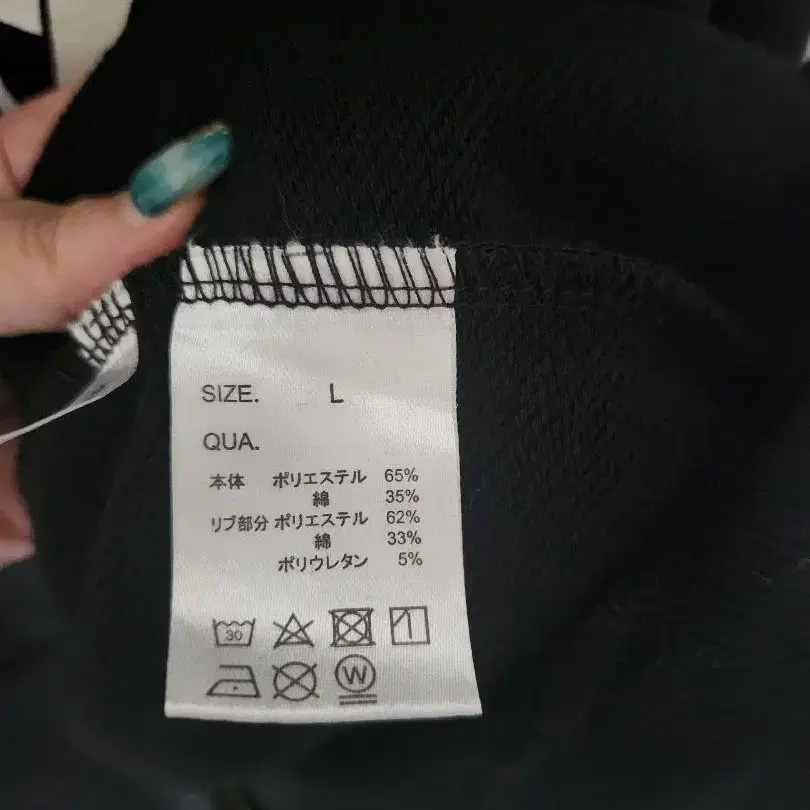 SIZE. L
QUA.
本体 ポリエステル 65%
綿 35%
リブ部分 ポリエステル 62%
綿 33%
ポリウレタン 5%
30
W